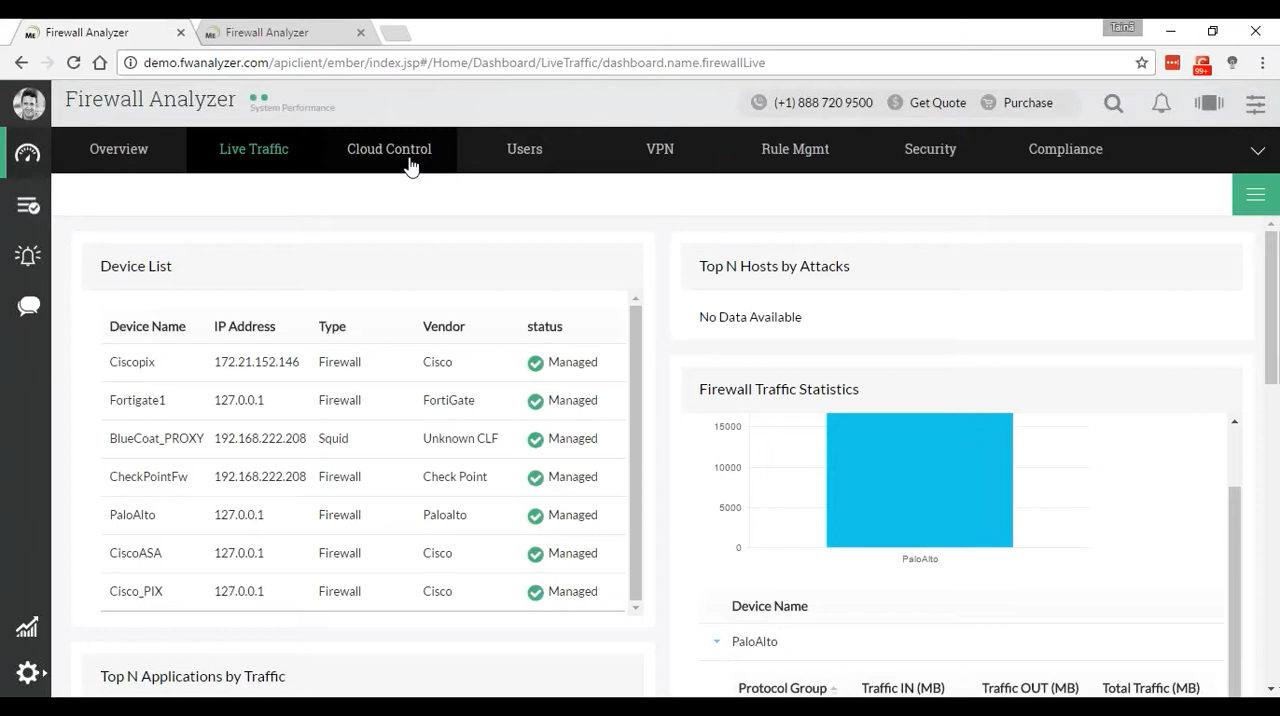 Firewall Analyzer
Firewall Analyzer
Tainá
demo.fwanalyzer.com/apiclient/ember/index.jsp#/Home/Dashboard/LiveTraffic/dashboard.name.firewallLive
99+
Firewall Analyzer
System Performance
(+1) 888 720 9500
Get Quote
Purchase
Overview
Live Traffic
Cloud Control
Users
VPN
Rule Mgmt
Security
Compliance
Device List
Device Name IP Address Type Vendor status
Ciscopix 172.21.152.146 Firewall Cisco Managed
Fortigate1 127.0.0.1 Firewall FortiGate Managed
BlueCoat_PROXY 192.168.222.208 Squid Unknown CLF Managed
CheckPointFw 192.168.222.208 Firewall Check Point Managed
PaloAlto 127.0.0.1 Firewall Paloalto Managed
CiscoASA 127.0.0.1 Firewall Cisco Managed
Cisco_PIX 127.0.0.1 Firewall Cisco Managed
Top N Applications by Traffic
Top N Hosts by Attacks
No Data Available
Firewall Traffic Statistics
15000
10000
5000
0
PaloAlto
Device Name
PaloAlto
Protocol Group Traffic IN (MB) Traffic OUT (MB) Total Traffic (MB)